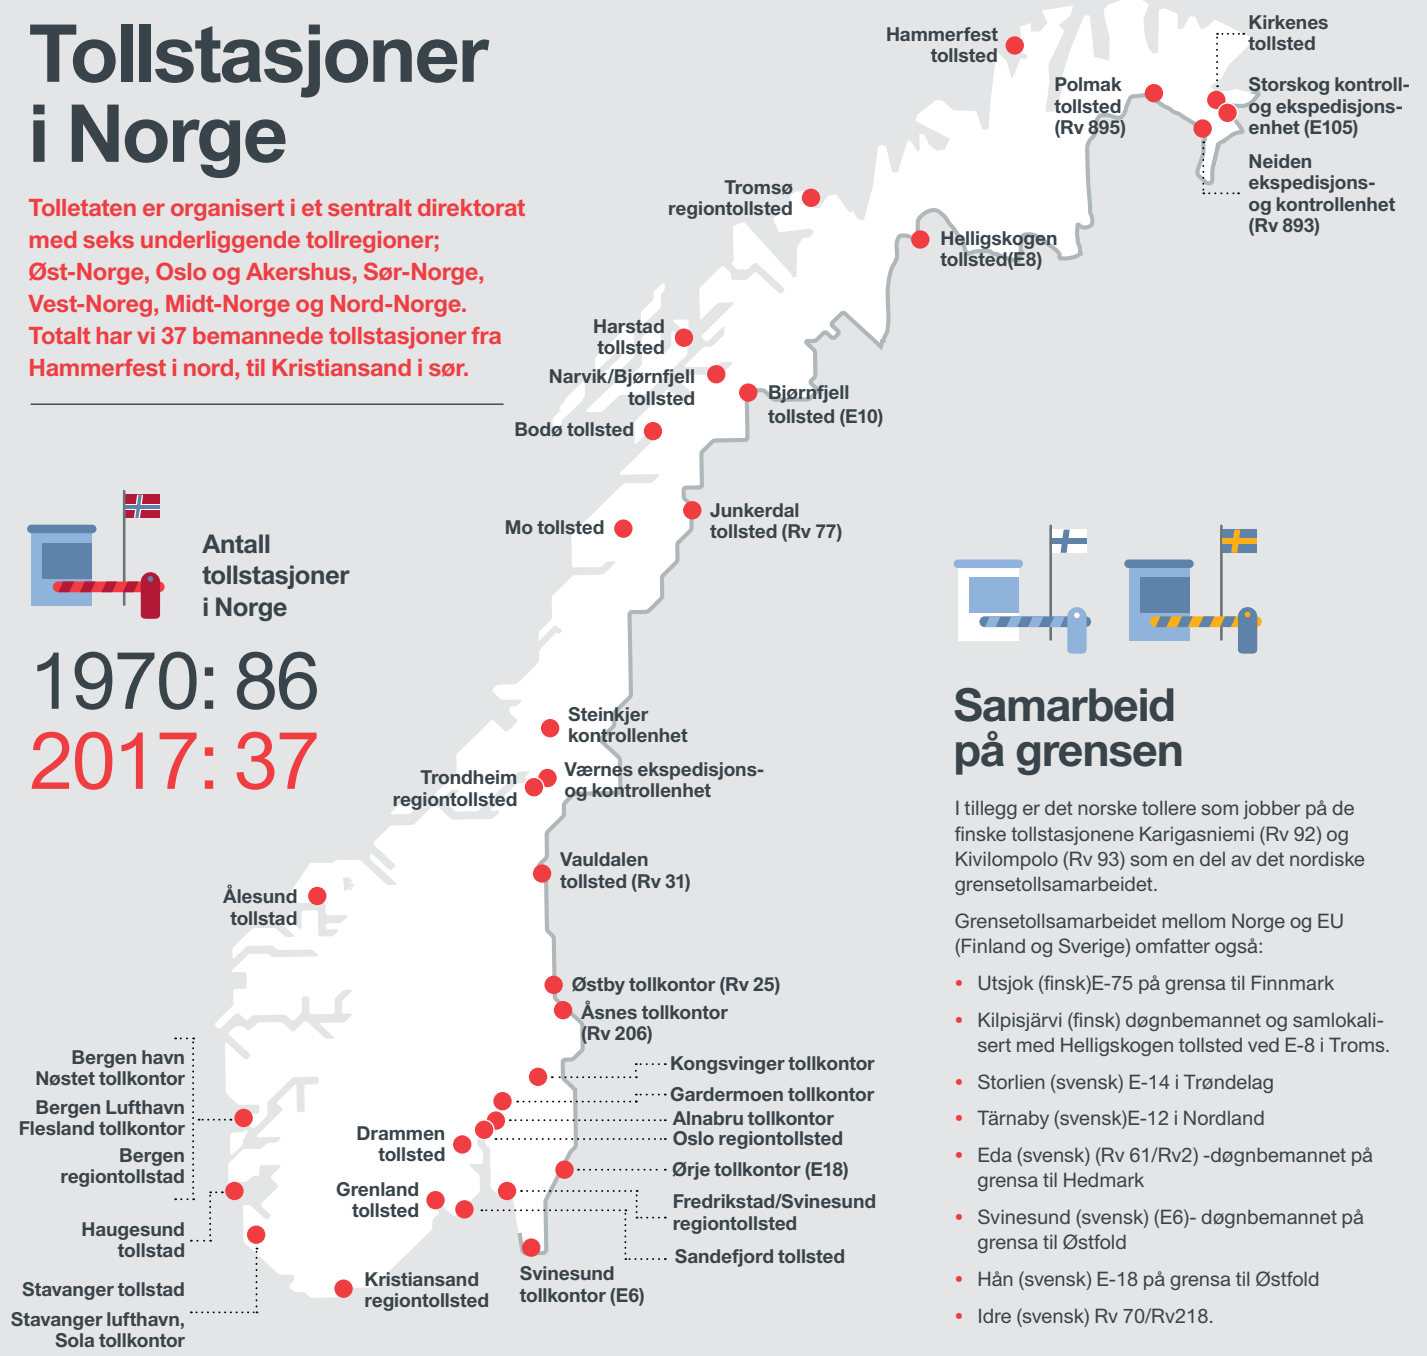 Tollstasjoner
i Norge
Tolletaten er organisert i et sentralt direktorat
med seks underliggende tollregioner;
Øst-Norge, Oslo og Akershus, Sør-Norge,
Vest-Noreg, Midt-Norge og Nord-Norge.
Totalt har vi 37 bemannede tollstasjoner fra
Hammerfest i nord, til Kristiansand i sør.
Antall
tollstasjoner
i Norge
1970: 86
2017: 37
Hammerfest
tollsted
Kirkenes
tollsted
Polmak
tollsted
(Rv 895)
Storskog kontroll-
og ekspedisjons-
enhet (E105)
Neiden
ekspedisjons-
og kontrollenhet
(Rv 893)
Tromsø
regiontollsted
Helligskogen
tollsted(E8)
Harstad
tollsted
Narvik/Bjørnfjell
tollsted
Bjørnfjell
tollsted (E10)
Bodø tollsted
Junkerdal
tollsted (Rv 77)
Mo tollsted
Steinkjer
kontrollenhet
Værnes ekspedisjons-
og kontrollenhet
Trondheim
regiontollsted
Vauldalen
tollsted (Rv 31)
Ålesund
tollstad
Østby tollkontor (Rv 25)
Åsnes tollkontor
(Rv 206)
Kongsvinger tollkontor
Gardermoen tollkontor
Alnabru tollkontor
Oslo regiontollsted
Ørje tollkontor (E18)
Fredrikstad/Svinesund
regiontollsted
Sandefjord tollsted
Svinesund
tollkontor (E6)
Drammen
tollsted
Grenland
tollsted
Kristiansand
regiontollsted
Bergen havn
Nøstet tollkontor
Bergen Lufthavn
Flesland tollkontor
Bergen
regiontollstad
Haugesund
tollstad
Stavanger tollstad
Stavanger lufthavn,
Sola tollkontor
Samarbeid
på grensen
I tillegg er det norske tollere som jobber på de
finske tollstasjonene Karigasniemi (Rv 92) og
Kivilompolo (Rv 93) som en del av det nordiske
grensetollsamarbeidet.
Grensetollsamarbeidet mellom Norge og EU
(Finland og Sverige) omfatter også:
• Utsjok (finsk)E-75 på grensa til Finnmark
• Kilpisjärvi (finsk) døgnbemannet og samlokali-
sert med Helligskogen tollsted ved E-8 i Troms.
• Storlien (svensk) E-14 i Trøndelag
• Tärnaby (svensk)E-12 i Nordland
• Eda (svensk) (Rv 61/Rv2) -døgnbemannet på
grensa til Hedmark
• Svinesund (svensk) (E6)- døgnbemannet på
grensa til Østfold
• Hån (svensk) E-18 på grensa til Østfold
• Idre (svensk) Rv 70/Rv218.